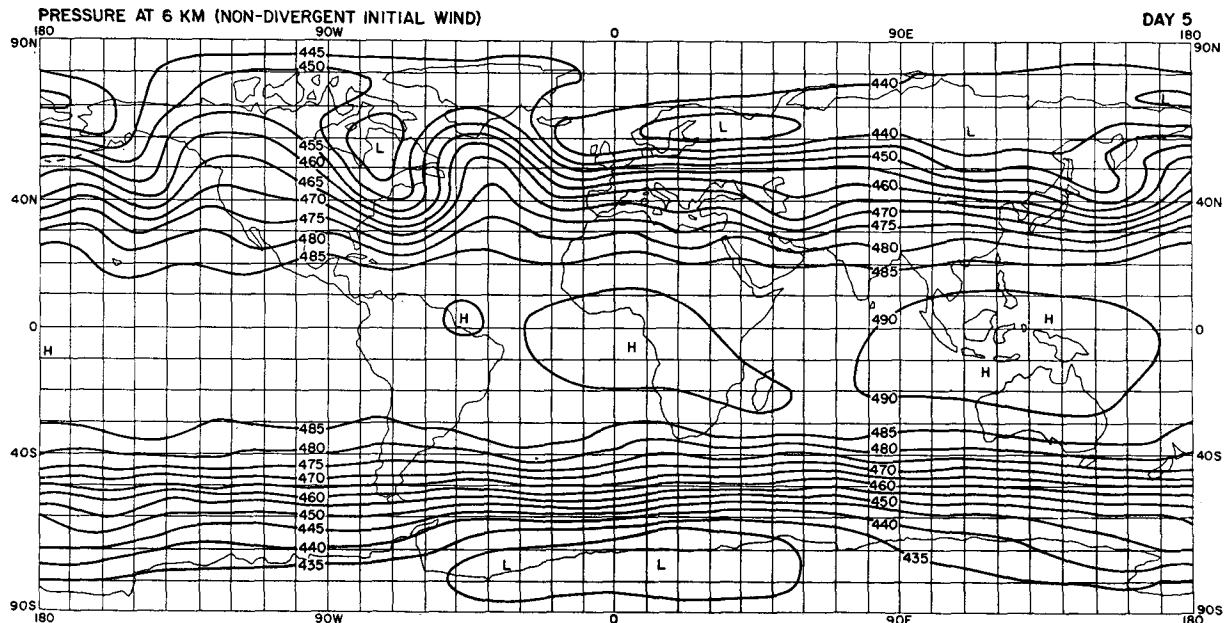 PRESSURE AT 6 KM (NON-DIVERGENT INITIAL WIND) DAY 5
180 90W 0 90E 180
90N 90N
445
450 440
L
L
455 L L 440
460 450
465 460
40N 470 470 40N
475 475
480 480
485 485
H 490 H
0 0
H H
H
490
485 485
480 480
40S 475 40S
470 470
460 460
450 450
445 440
440
435 L L 435
90S 90S
180 90W 0 90E 180